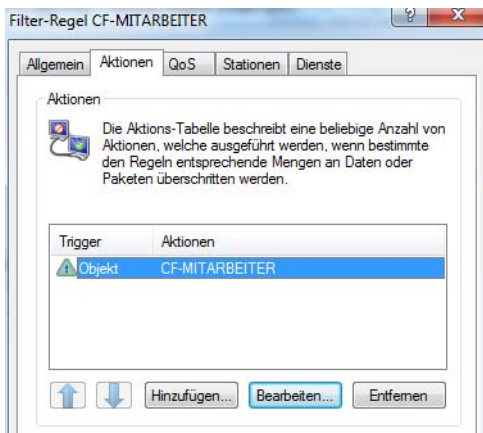 Filter-Regel CF-MITARBEITER
Allgemein Aktionen QoS Stationen Dienste
Aktionen
Die Aktions-Tabelle beschreibt eine beliebige Anzahl von
Aktionen, welche ausgeführt werden, wenn bestimmte
den Regeln entsprechende Mengen an Daten oder
Paketen überschritten werden.
Trigger Aktionen
Objekt CF-MITARBEITER
Hinzufügen... Bearbeiten... Entfernen